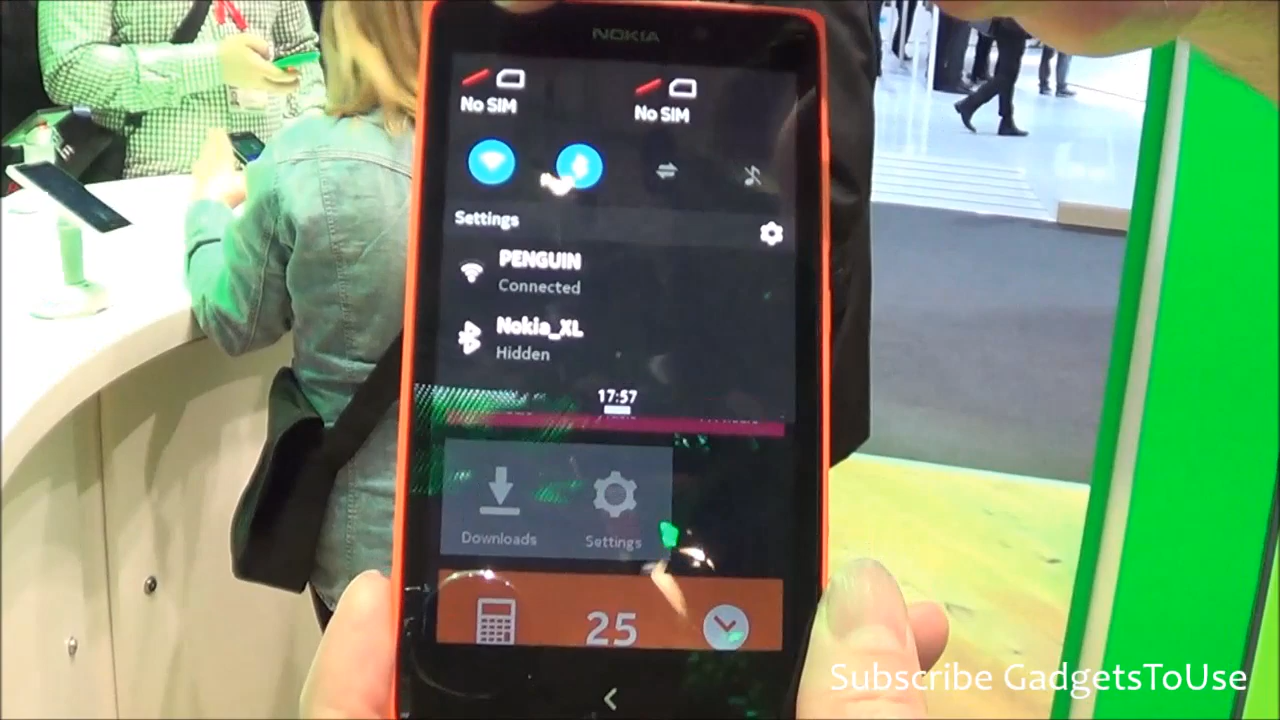 NOKIA
No SIM
No SIM
Settings
PENGUIN
Connected
Nokia_XL
Hidden
17:57
Downloads
Settings
25
Subscribe GadgetsToUse